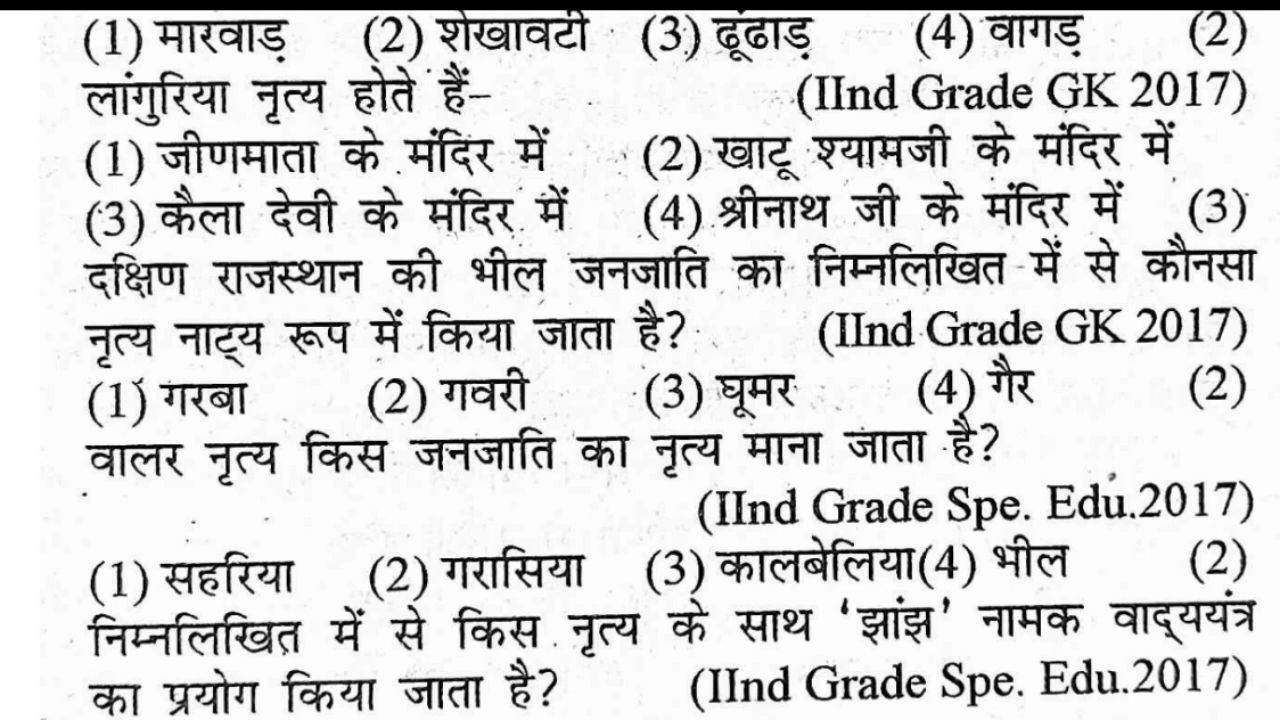 (1) मारवाड़ (2) शेखावटी (3) ढूंढाड़ (4) वागड़ (2)
लांगुरिया नृत्य होते हैं– (IInd Grade GK 2017)
(1) जीणमाता के मंदिर में (2) खाटू श्यामजी के मंदिर में
(3) कैला देवी के मंदिर में (4) श्रीनाथ जी के मंदिर में (3)
दक्षिण राजस्थान की भील जनजाति का निम्नलिखित में से कौनसा
नृत्य नाट्य रूप में किया जाता है? (IInd Grade GK 2017)
(1) गरबा (2) गवरी (3) घूमर (4) गैर (2)
वालर नृत्य किस जनजाति का नृत्य माना जाता है?
(IInd Grade Spe. Edu.2017)
(1) सहरिया (2) गरासिया (3) कालबेलिया(4) भील (2)
निम्नलिखित में से किस नृत्य के साथ 'झांझ' नामक वाद्ययंत्र
का प्रयोग किया जाता है? (IInd Grade Spe. Edu.2017)